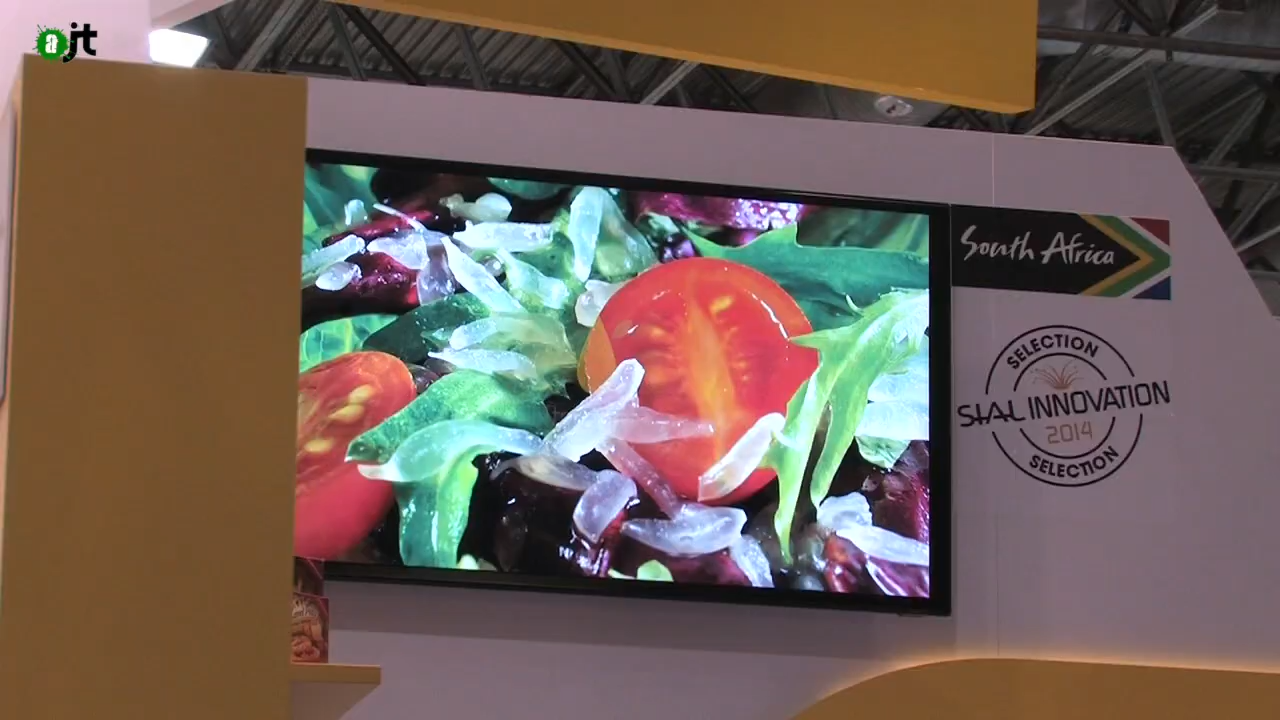 ajt
South Africa
SELECTION
SIAL INNOVATION
2014
SELECTION